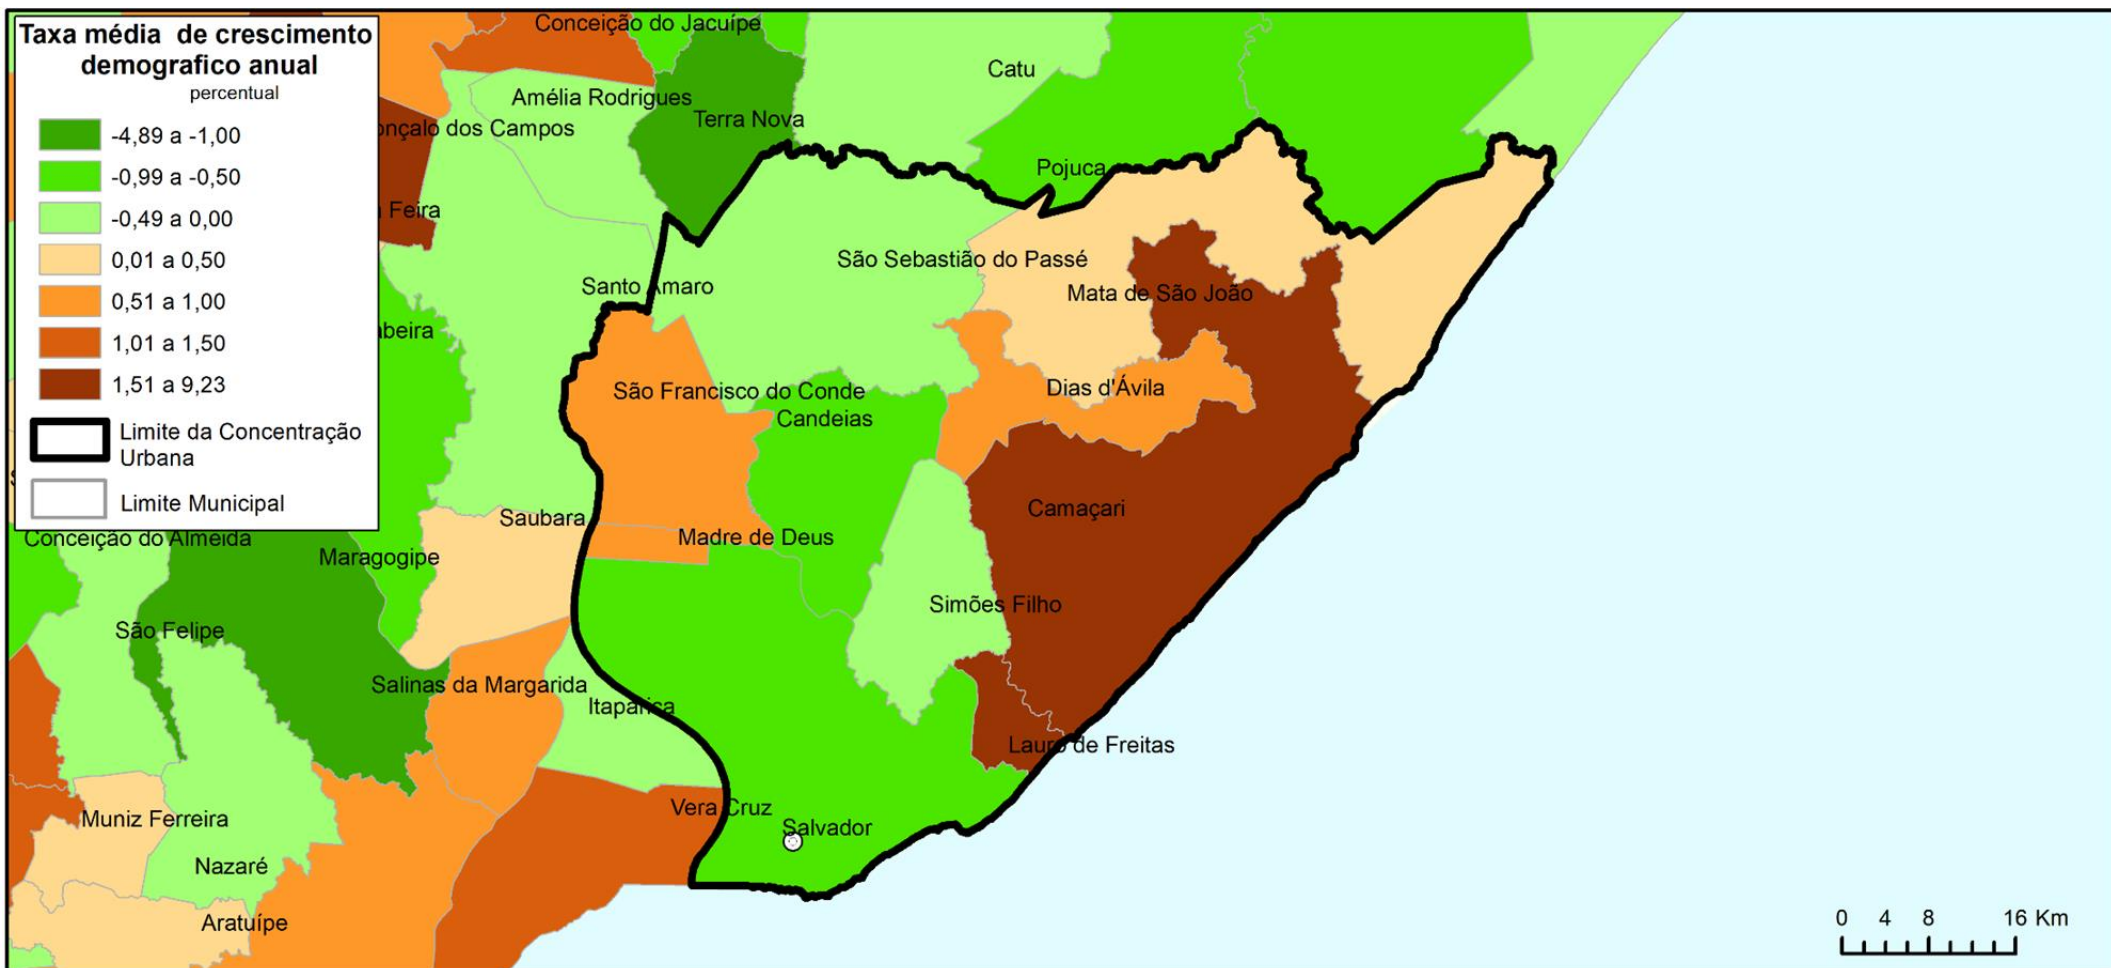 Taxa média de crescimento
demografico anual
percentual
-4,89 a -1,00
-0,99 a -0,50
-0,49 a 0,00
0,01 a 0,50
0,51 a 1,00
1,01 a 1,50
1,51 a 9,23
Limite da Concentração
Urbana
Limite Municipal
Conceição do Jacuípe
Catu
Amélia Rodrigues
Terra Nova
onçalo dos Campos
Pojuca
Feira
São Sebastião do Passé
Santo Amaro
Mata de São João
abeira
São Francisco do Conde
Dias d'Ávila
Candeias
Camaçari
Saubara
Madre de Deus
Conceição do Almeida
Maragogipe
Simões Filho
São Felipe
Salinas da Margarida
Itaparica
Lauro de Freitas
Vera Cruz
Muniz Ferreira
Salvador
Nazaré
Aratuípe
0 4 8 16 Km